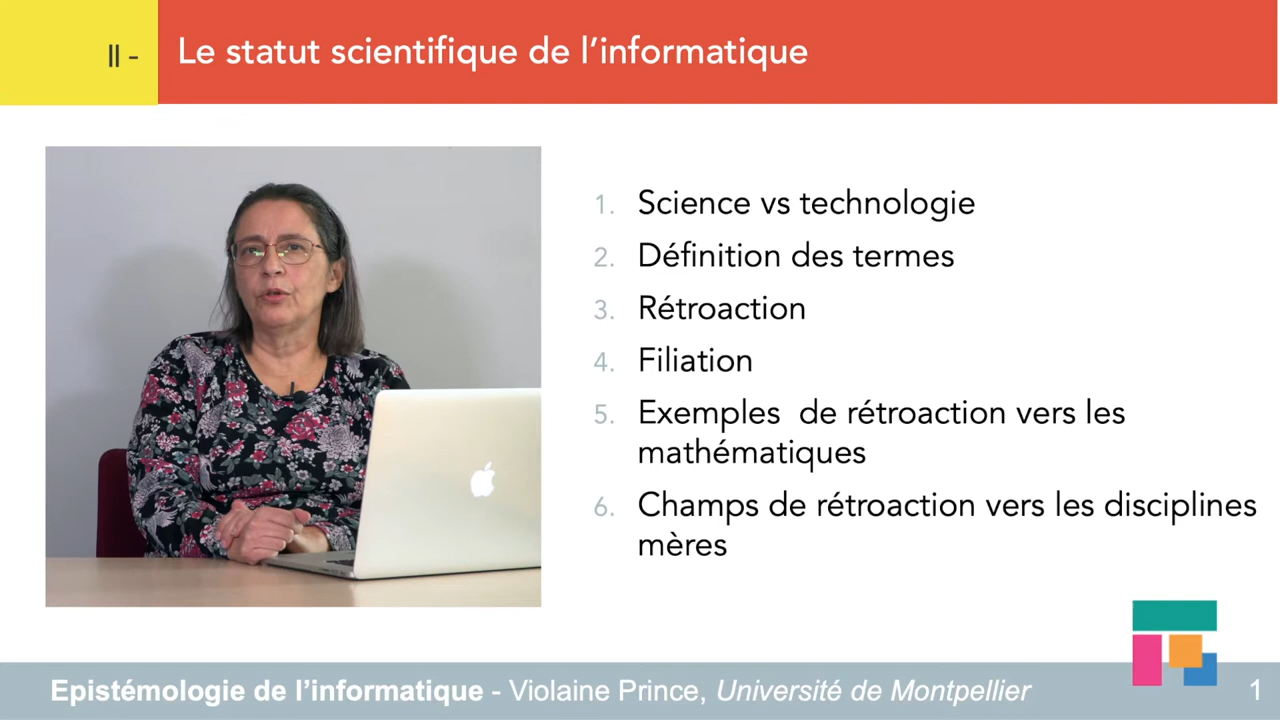 II -
Le statut scientifique de l’informatique
1. Science vs technologie
2. Définition des termes
3. Rétroaction
4. Filiation
5. Exemples  de rétroaction vers les
mathématiques
6. Champs de rétroaction vers les disciplines
mères
Epistémologie de l’informatique - Violaine Prince, Université de Montpellier
1